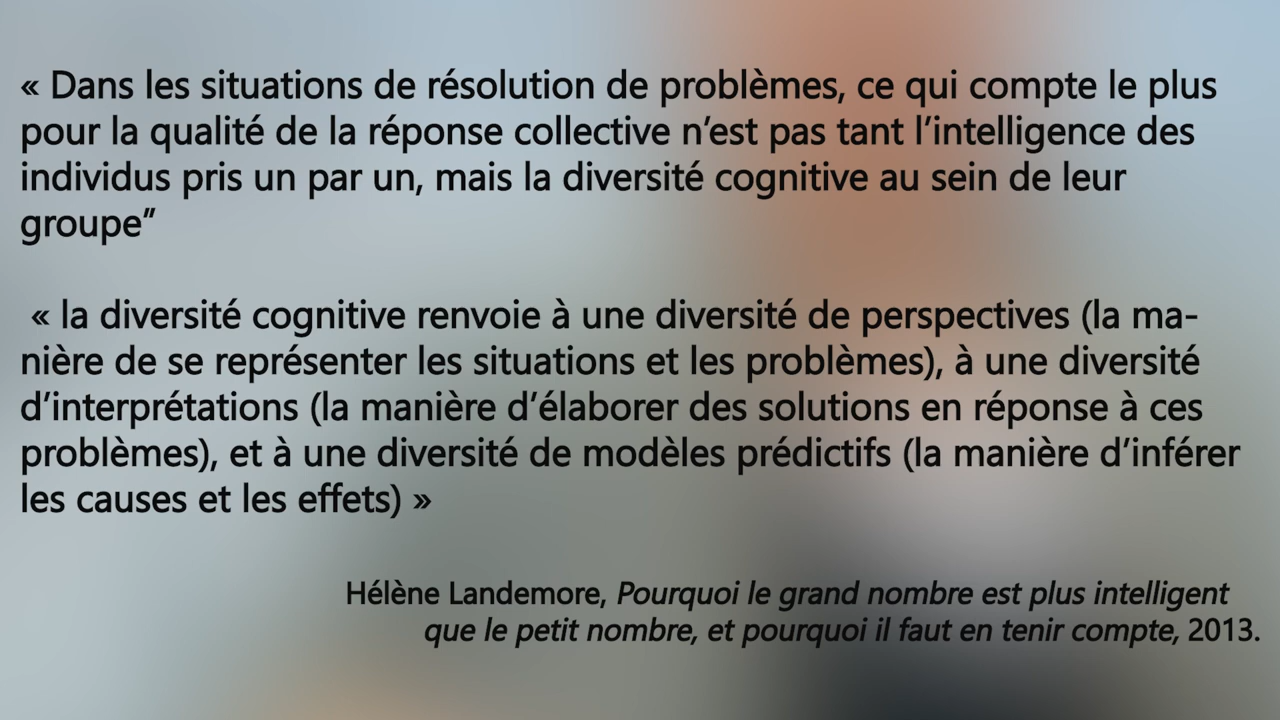 « Dans les situations de résolution de problèmes, ce qui compte le plus
pour la qualité de la réponse collective n’est pas tant l’intelligence des
individus pris un par un, mais la diversité cognitive au sein de leur
groupe”
« la diversité cognitive renvoie à une diversité de perspectives (la ma-
nière de se représenter les situations et les problèmes), à une diversité
d’interprétations (la manière d’élaborer des solutions en réponse à ces
problèmes), et à une diversité de modèles prédictifs (la manière d’inférer
les causes et les effets) »
Hélène Landemore, Pourquoi le grand nombre est plus intelligent
que le petit nombre, et pourquoi il faut en tenir compte, 2013.